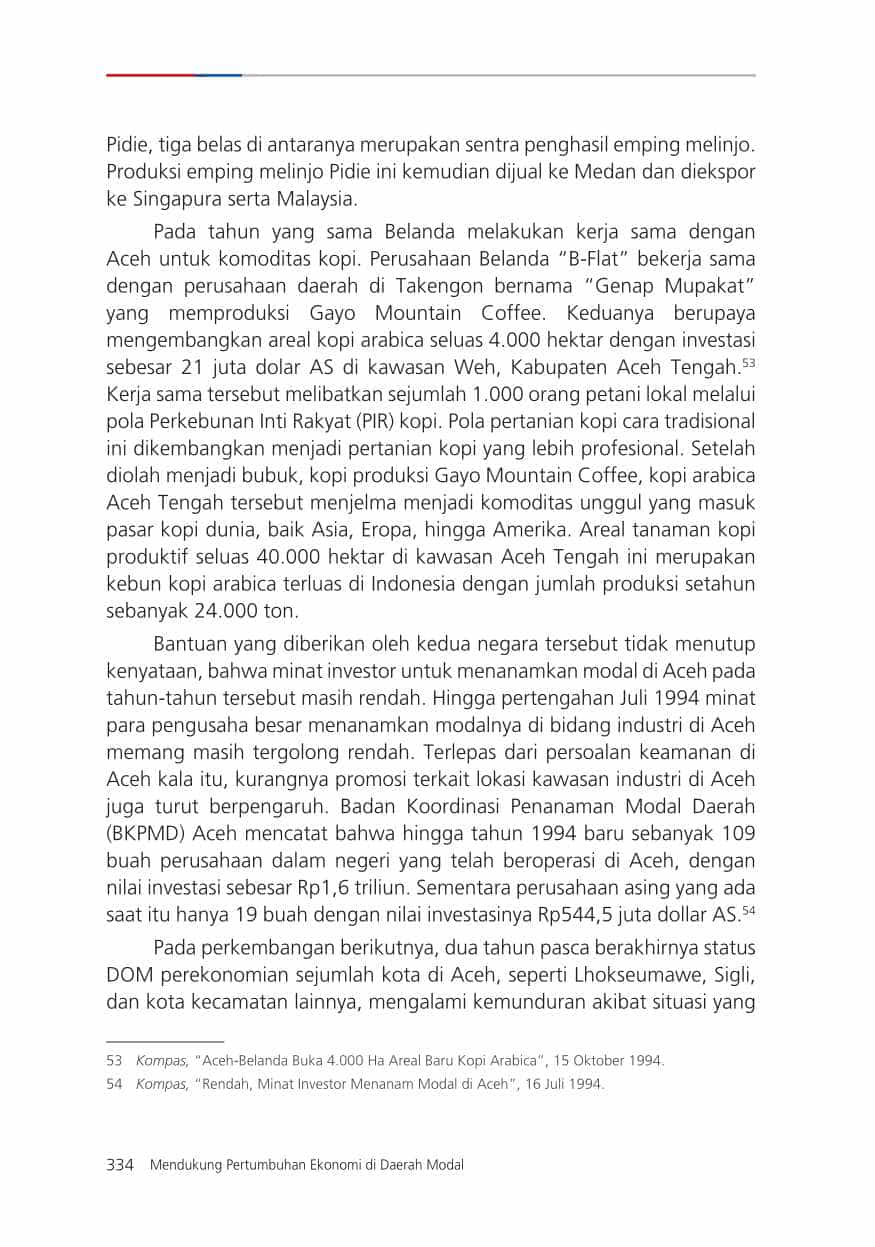 Pidie, tiga belas di antaranya merupakan sentra penghasil emping melinjo.
Produksi emping melinjo Pidie ini kemudian dijual ke Medan dan diekspor
ke Singapura serta Malaysia.
Pada tahun yang sama Belanda melakukan kerja sama dengan
Aceh untuk komoditas kopi. Perusahaan Belanda “B-Flat” bekerja sama
dengan perusahaan daerah di Takengon bernama “Genap Mupakat”
yang memproduksi Gayo Mountain Coffee. Keduanya berupaya
mengembangkan areal kopi arabica seluas 4.000 hektar dengan investasi
sebesar 21 juta dolar AS di kawasan Weh, Kabupaten Aceh Tengah.53
Kerja sama tersebut melibatkan sejumlah 1.000 orang petani lokal melalui
pola Perkebunan Inti Rakyat (PIR) kopi. Pola pertanian kopi cara tradisional
ini dikembangkan menjadi pertanian kopi yang lebih profesional. Setelah
diolah menjadi bubuk, kopi produksi Gayo Mountain Coffee, kopi arabica
Aceh Tengah tersebut menjelma menjadi komoditas unggul yang masuk
pasar kopi dunia, baik Asia, Eropa, hingga Amerika. Areal tanaman kopi
produktif seluas 40.000 hektar di kawasan Aceh Tengah ini merupakan
kebun kopi arabica terluas di Indonesia dengan jumlah produksi setahun
sebanyak 24.000 ton.
Bantuan yang diberikan oleh kedua negara tersebut tidak menutup
kenyataan, bahwa minat investor untuk menanamkan modal di Aceh pada
tahun-tahun tersebut masih rendah. Hingga pertengahan Juli 1994 minat
para pengusaha besar menanamkan modalnya di bidang industri di Aceh
memang masih tergolong rendah. Terlepas dari persoalan keamanan di
Aceh kala itu, kurangnya promosi terkait lokasi kawasan industri di Aceh
juga turut berpengaruh. Badan Koordinasi Penanaman Modal Daerah
(BKPMD) Aceh mencatat bahwa hingga tahun 1994 baru sebanyak 109
buah perusahaan dalam negeri yang telah beroperasi di Aceh, dengan
nilai investasi sebesar Rp1,6 triliun. Sementara perusahaan asing yang ada
saat itu hanya 19 buah dengan nilai investasinya Rp544,5 juta dollar AS.54
Pada perkembangan berikutnya, dua tahun pasca berakhirnya status
DOM perekonomian sejumlah kota di Aceh, seperti Lhokseumawe, Sigli,
dan kota kecamatan lainnya, mengalami kemunduran akibat situasi yang
53 Kompas, “Aceh-Belanda Buka 4.000 Ha Areal Baru Kopi Arabica”, 15 Oktober 1994.
54 Kompas, “Rendah, Minat Investor Menanam Modal di Aceh”, 16 Juli 1994.
334 Mendukung Pertumbuhan Ekonomi di Daerah Modal